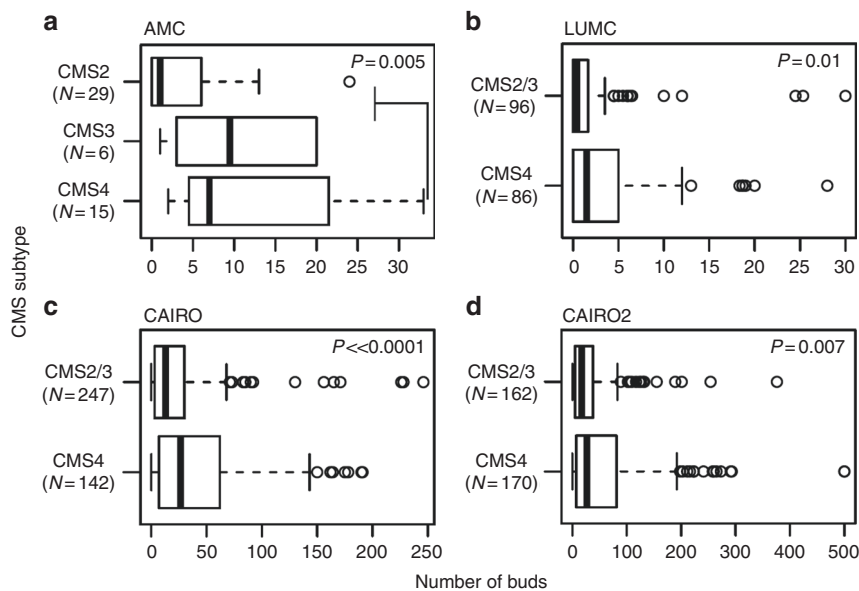 a
AMC
CMS2
(N=29)
CMS3
(N=6)
CMS4
(N=15)
P=0.005
0 5 10 15 20 25 30
b
LUMC
CMS2/3
(N=96)
CMS4
(N=86)
P=0.01
0 5 10 15 20 25 30
CMS subtype
c
CAIRO
CMS2/3
(N=247)
CMS4
(N=142)
P<<0.0001
0 50 100 150 200 250
d
CAIRO2
CMS2/3
(N=162)
CMS4
(N=170)
P=0.007
0 100 200 300 400 500
Number of buds